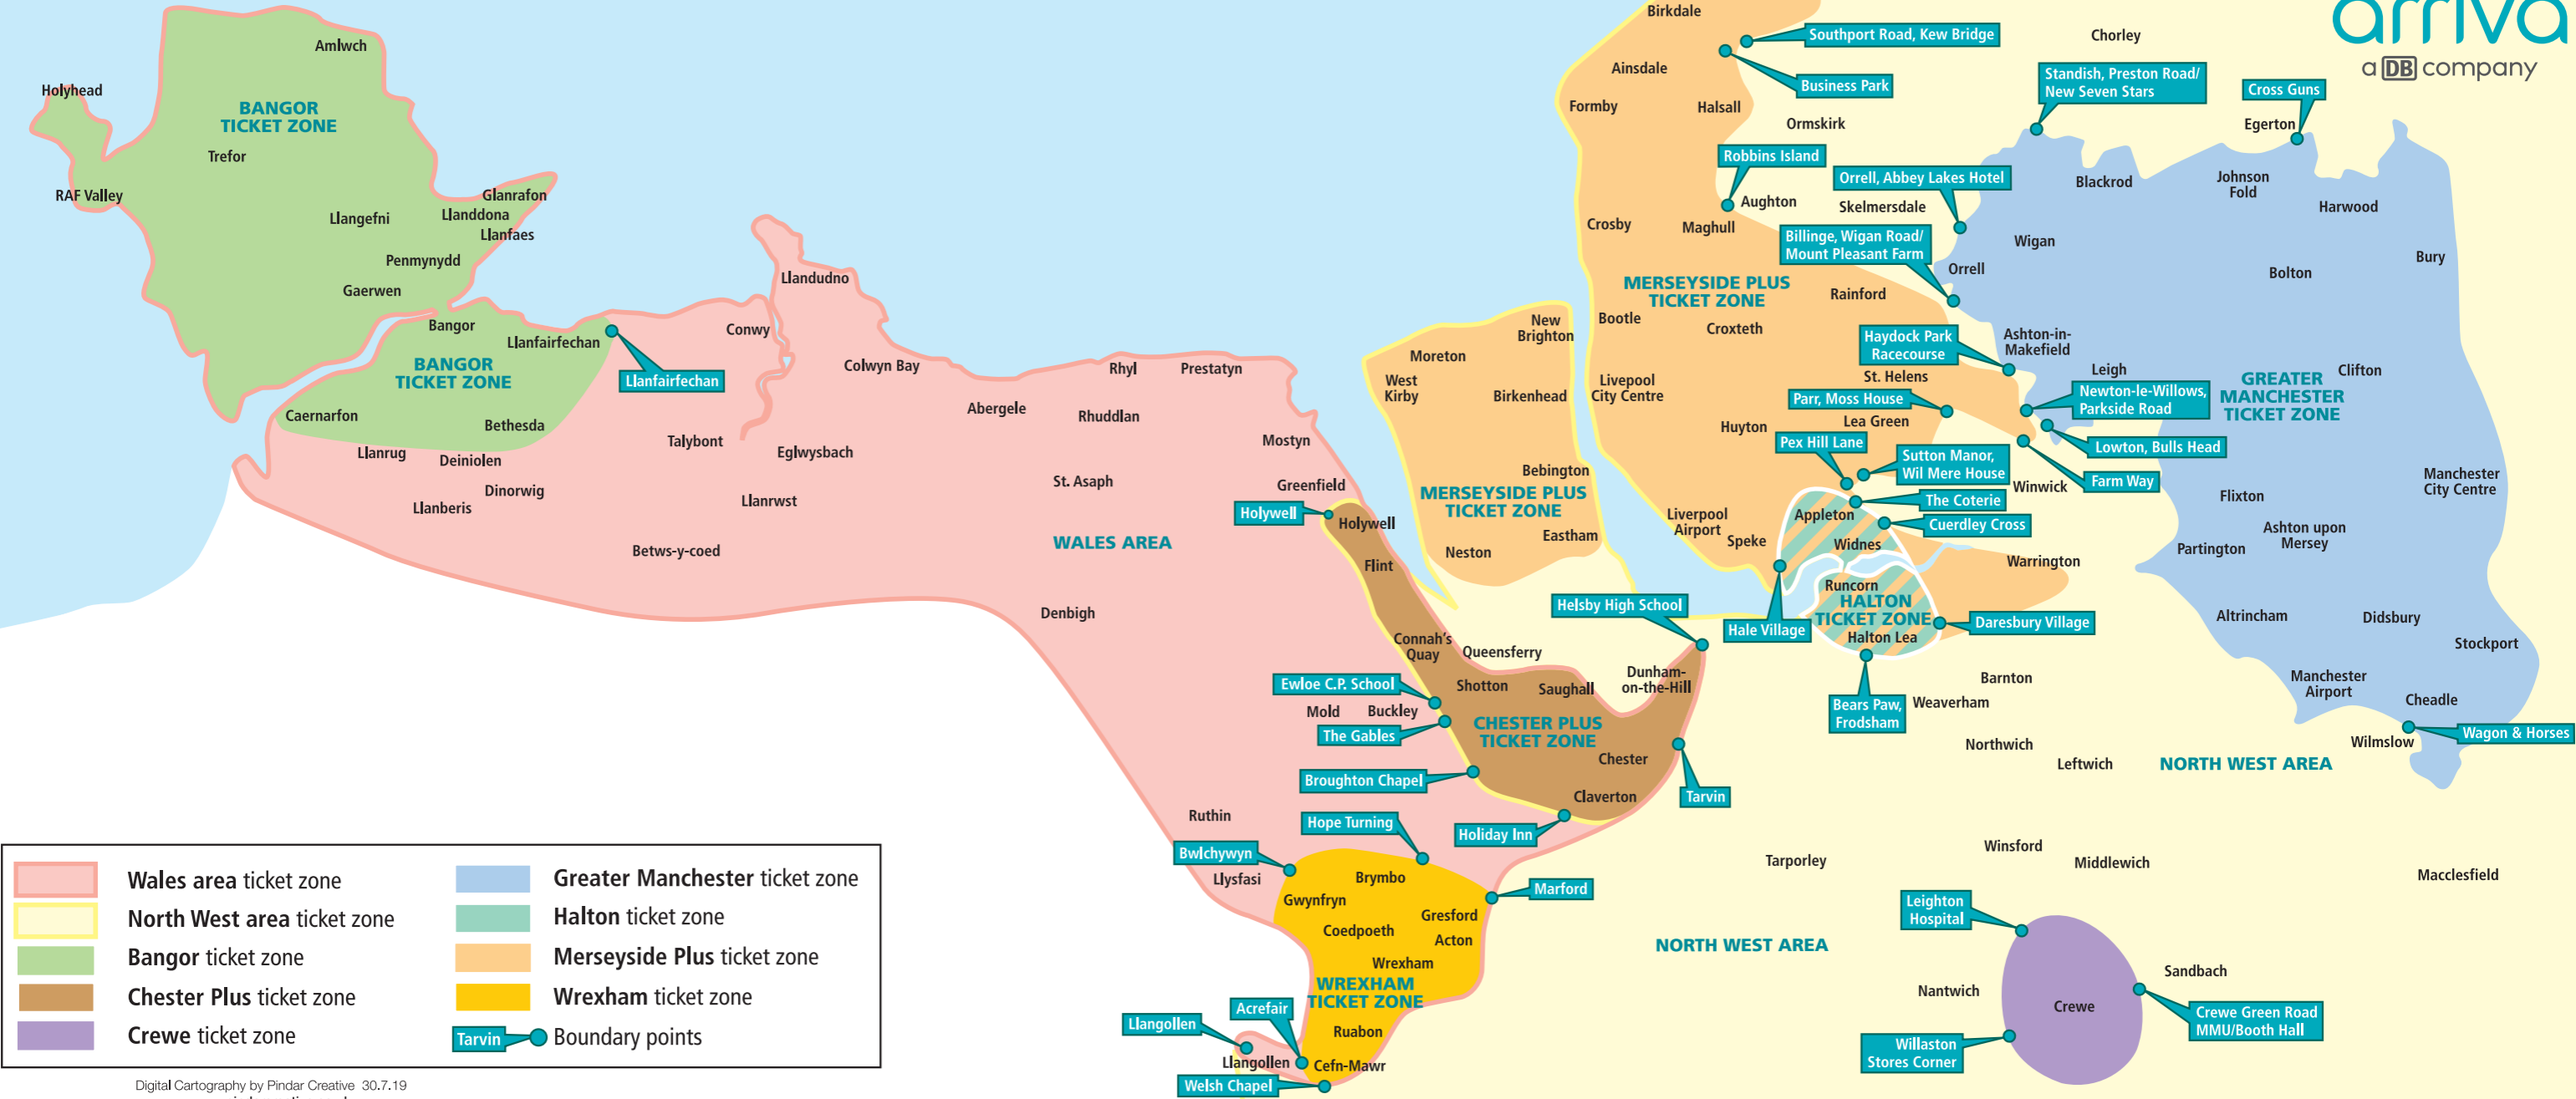 arriva
a DB company
Holyhead
Amlwch
BANGOR
TICKET ZONE
Trefor
RAF Valley
Glanrafon
Llanddona
Llangefni
Llanfaes
Penmynydd
Gaerwen
Bangor
Llanfairfechan
BANGOR
TICKET ZONE
Llanfairfechan
Caernarfon
Bethesda
Llanrug
Deiniolen
Dinorwig
Llanberis
Llandudno
Conwy
Colwyn Bay
Talybont
Eglwysbach
Llanrwst
Betws-y-coed
Abergele
Rhyl
Prestatyn
Rhuddlan
Mostyn
St. Asaph
Greenfield
Holywell
Holywell
WALES AREA
Flint
Denbigh
Connah's
Quay
Queensferry
Ewloe C.P. School
Shotton
Saughall
Dunham-
on-the-Hill
Mold
Buckley
The Gables
CHESTER PLUS
TICKET ZONE
Chester
Broughton Chapel
Claverton
Tarvin
Holiday Inn
Ruthin
Hope Turning
Bwlchywyn
Llysfasi
Brymbo
Marford
Gwynfryn
Gresford
Coedpoeth
Acton
Wrexham
WREXHAM
TICKET ZONE
Acrefair
Llangollen
Ruabon
Llangollen
Cefn-Mawr
Welsh Chapel
Birkdale
Southport Road, Kew Bridge
Ainsdale
Business Park
Formby
Halsall
Ormskirk
Robbins Island
Aughton
Orrell, Abbey Lakes Hotel
Skelmersdale
Crosby
Maghull
Billinge, Wigan Road/
Mount Pleasant Farm
MERSEYSIDE PLUS
TICKET ZONE
Rainford
Bootle
Croxteth
New
Brighton
Moreton
West
Kirby
Birkenhead
Livepool
City Centre
Haydock Park
Racecourse
St. Helens
Parr, Moss House
Lea Green
Huyton
Pex Hill Lane
Sutton Manor,
Wil Mere House
Bebington
MERSEYSIDE PLUS
TICKET ZONE
Eastham
Neston
Liverpool
Airport
Speke
Appleton
The Coterie
Cuerdley Cross
Widnes
Winwick
Farm Way
Warrington
Runcorn
HALTON
TICKET ZONE
Halton Lea
Daresbury Village
Hale Village
Helsby High School
Bears Paw,
Frodsham
Barnton
Weaverham
Northwich
Leftwich
Chorley
Standish, Preston Road/
New Seven Stars
Cross Guns
Egerton
Blackrod
Johnson
Fold
Harwood
Wigan
Orrell
Bolton
Bury
Ashton-in-
Makefield
Leigh
Newton-le-Willows,
Parkside Road
Lowton, Bulls Head
GREATER
MANCHESTER
TICKET ZONE
Clifton
Manchester
City Centre
Flixton
Ashton upon
Mersey
Partington
Altrincham
Didsbury
Stockport
Manchester
Airport
Cheadle
Wagon & Horses
Wilmslow
NORTH WEST AREA
Winsford
Tarporley
Middlewich
Macclesfield
NORTH WEST AREA
Leighton
Hospital
Sandbach
Nantwich
Crewe
Crewe Green Road
MMU/Booth Hall
Willaston
Stores Corner
Wales area ticket zone
North West area ticket zone
Bangor ticket zone
Chester Plus ticket zone
Crewe ticket zone
Greater Manchester ticket zone
Halton ticket zone
Merseyside Plus ticket zone
Wrexham ticket zone
Tarvin
Boundary points
Digital Cartography by Pindar Creative 30.7.19